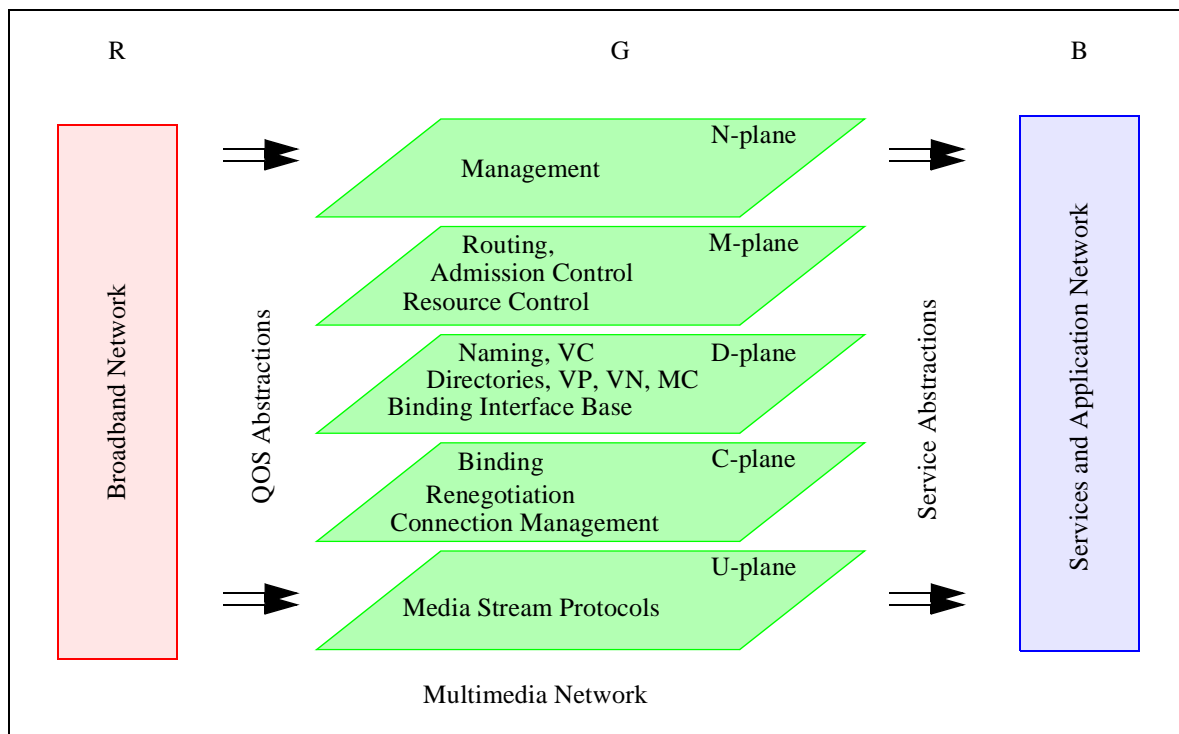 R
G
B
N-plane
Management
M-plane
Routing,
Admission Control
Resource Control
D-plane
Naming, VC
Directories, VP, VN, MC
Binding Interface Base
C-plane
Binding
Renegotiation
Connection Management
U-plane
Media Stream Protocols
Broadband Network
QOS Abstractions
Service Abstractions
Services and Application Network
Multimedia Network